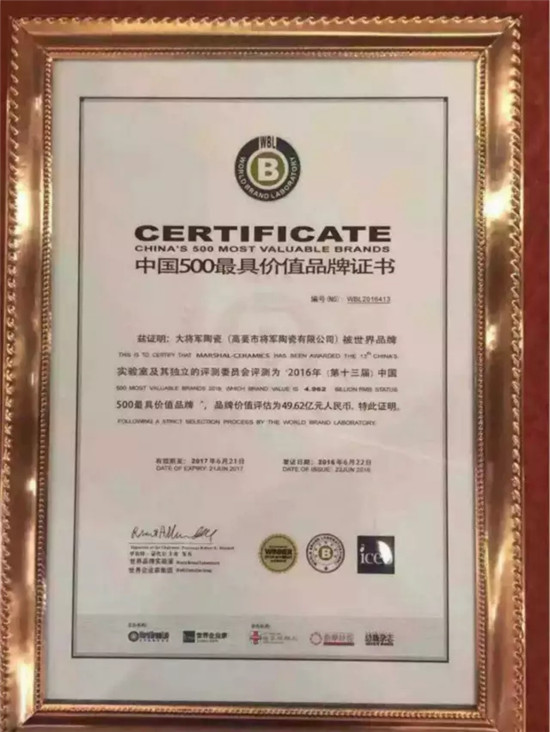 WBL
B
WORLD BRAND LABORATORY
CERTIFICATE
CHINA'S 500 MOST VALUABLE BRANDS
中国500最具价值品牌证书
编号(NO): WBL2016413
兹证明：大将军陶瓷（高要市将军陶瓷有限公司）被世界品牌
THIS IS TO CERTIFY THAT MARSHAL-CERAMICS HAS BEEN AWARDED THE 13th CHINA'S
实验室及其独立的评测委员会评测为“2016年（第十三届）中国
500 MOST VALUABLE BRANDS 2016, WHICH BRAND VALUE IS 4.962 BILLION RMB. STATUS
500最具价值品牌”，品牌价值评估为49.62亿元人民币，特此证明。
FOLLOWING A STRICT SELECTION PROCESS BY THE WORLD BRAND LABORATORY.
有效期至：2017年6月21日 签证日期：2016年6月22日
DATE OF EXPIRY: 21JUN 2017 DATE OF ISSUE: 22JUN 2016
世界品牌实验室 World Brand Laboratory
世界企业家集团
WINNER
B
ice
世界企业家